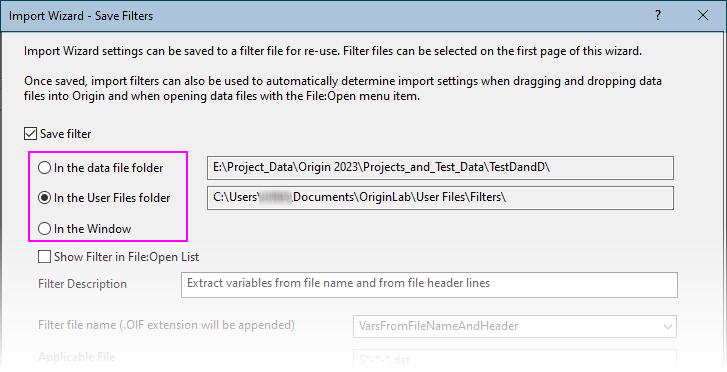 Import Wizard - Save Filters
Import Wizard settings can be saved to a filter file for re-use. Filter files can be selected on the first page of this wizard.
Once saved, import filters can also be used to automatically determine import settings when dragging and dropping data
files into Origin and when opening data files with the File:Open menu item.
Save filter
In the data file folder E:\Project_Data\Origin 2023\Projects_and_Test_Data\TestDandD\
In the User Files folder C:\Users\ Documents\OriginLab\User Files\Filters\
In the Window
Show Filter in File:Open List
Filter Description Extract variables from file name and from file header lines
Filter file name (.OIF extension will be appended) VarsFromFileNameAndHeader
Applicable File S*-*-*.dat